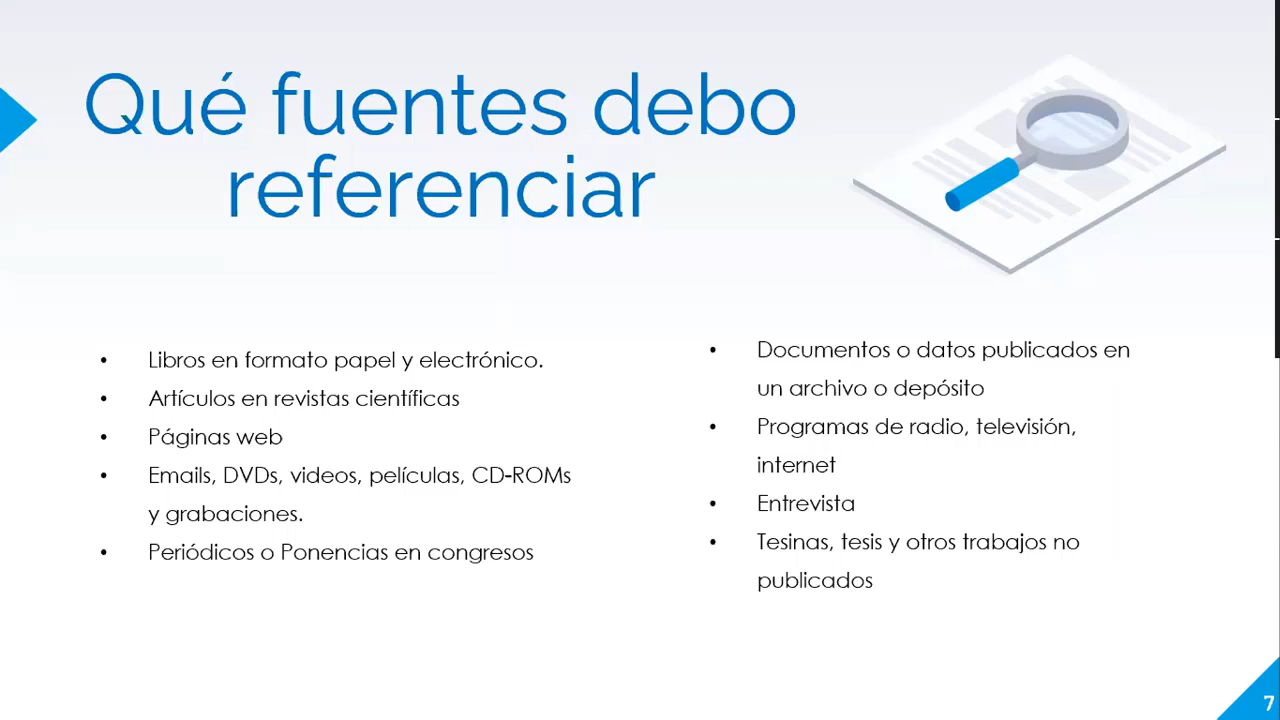 Qué fuentes debo
referenciar
• Libros en formato papel y electrónico.
• Artículos en revistas científicas
• Páginas web
• Emails, DVDs, videos, películas, CD-ROMs
y grabaciones.
• Periódicos o Ponencias en congresos
• Documentos o datos publicados en
un archivo o depósito
• Programas de radio, televisión,
internet
• Entrevista
• Tesinas, tesis y otros trabajos no
publicados
7